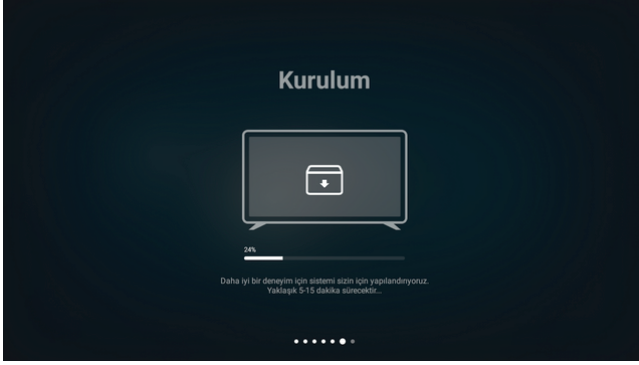 Kurulum
24%
Daha iyi bir deneyim için sistemi sizin için yapılandırıyoruz.
Yaklaşık 5-15 dakika sürecektir...